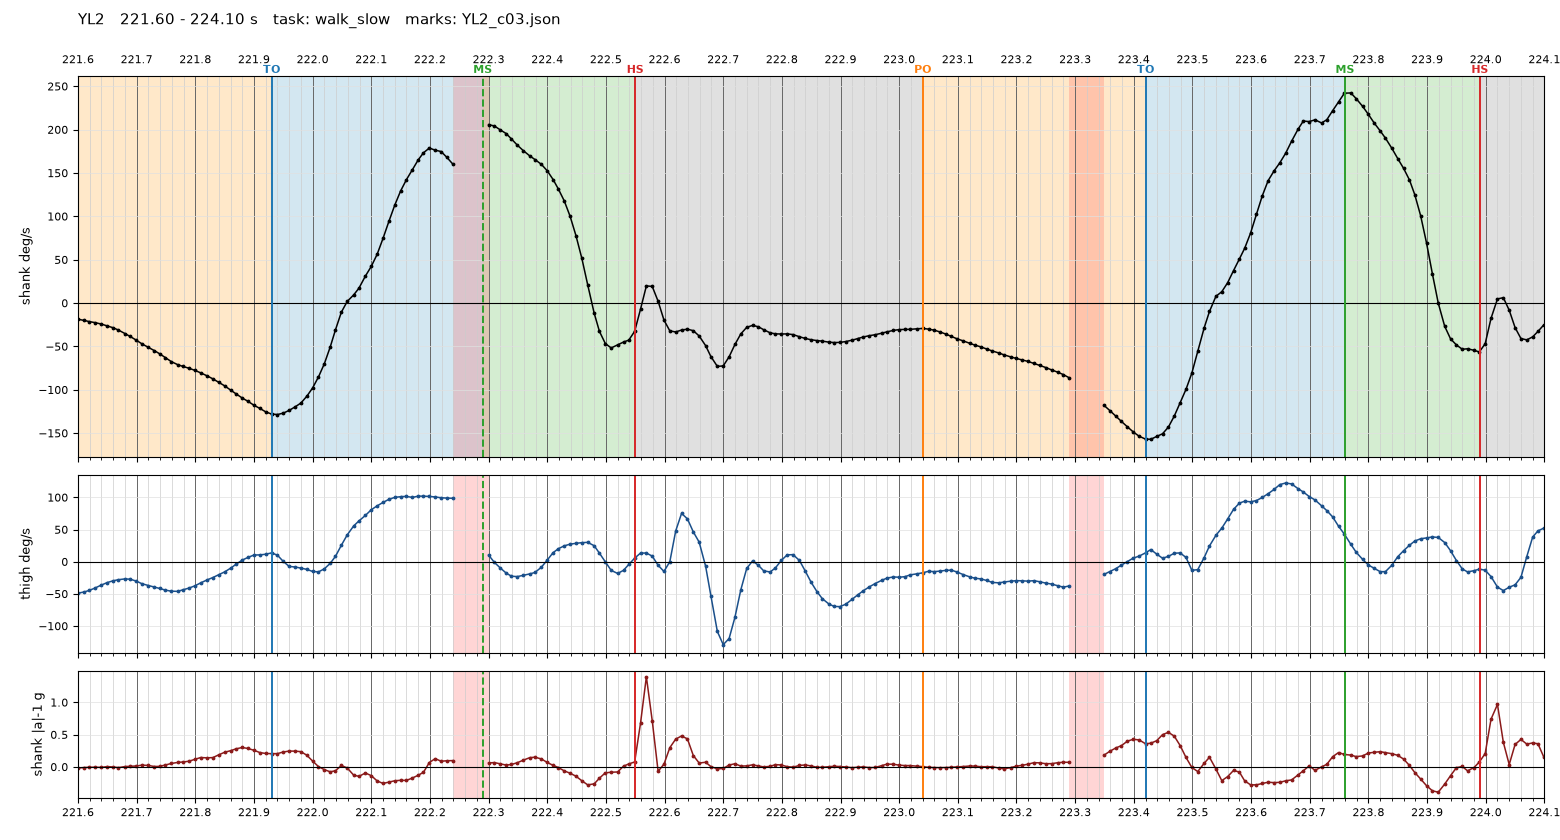 YL2   221.60 - 224.10 s   task: walk_slow   marks: YL2_c03.json
221.6 221.7 221.8 221.9 222.0 222.1 222.2 222.3 222.4 222.5 222.6 222.7 222.8 222.9 223.0 223.1 223.2 223.3 223.4 223.5 223.6 223.7 223.8 223.9 224.0 224.1
TO MS HS PO TO MS HS
250
200
150
100
50
0
−50
−100
−150
shank deg/s
100
50
0
−50
−100
thigh deg/s
1.0
0.5
0.0
shank |a|-1 g
221.6 221.7 221.8 221.9 222.0 222.1 222.2 222.3 222.4 222.5 222.6 222.7 222.8 222.9 223.0 223.1 223.2 223.3 223.4 223.5 223.6 223.7 223.8 223.9 224.0 224.1